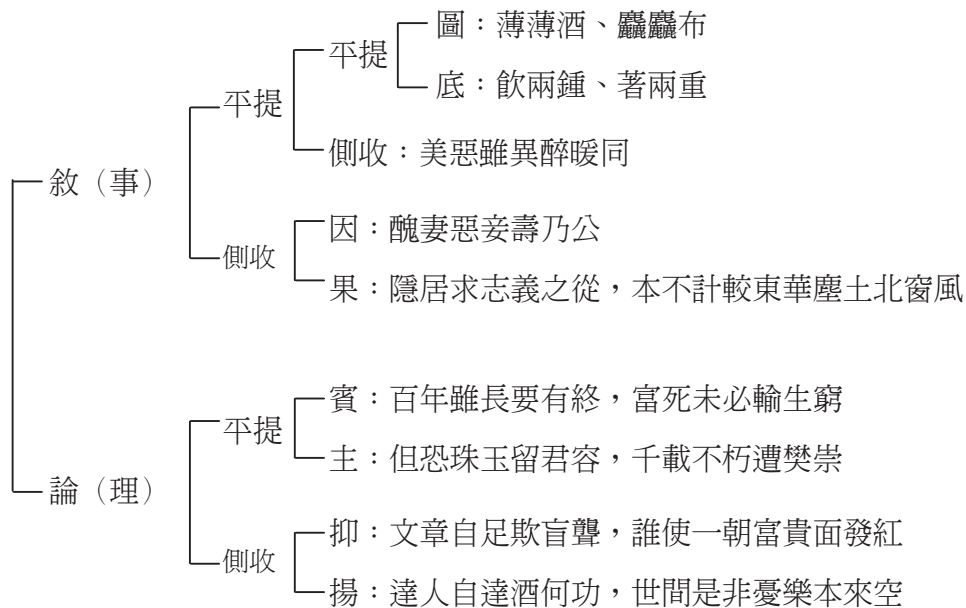 圖：薄薄酒、麤麤布
平提
底：飲兩鍾、著兩重
平提
側收：美惡雖異醉暖同
敘（事）
因：醜妻惡妾壽乃公
側收
果：隱居求志義之從，本不計較東華塵土北窗風
賓：百年雖長要有終，富死未必輸生窮
平提
主：但恐珠玉留君容，千載不朽遭樊崇
論（理）
抑：文章自足欺盲聾，誰使一朝富貴面發紅
側收
揚：達人自達酒何功，世間是非憂樂本來空